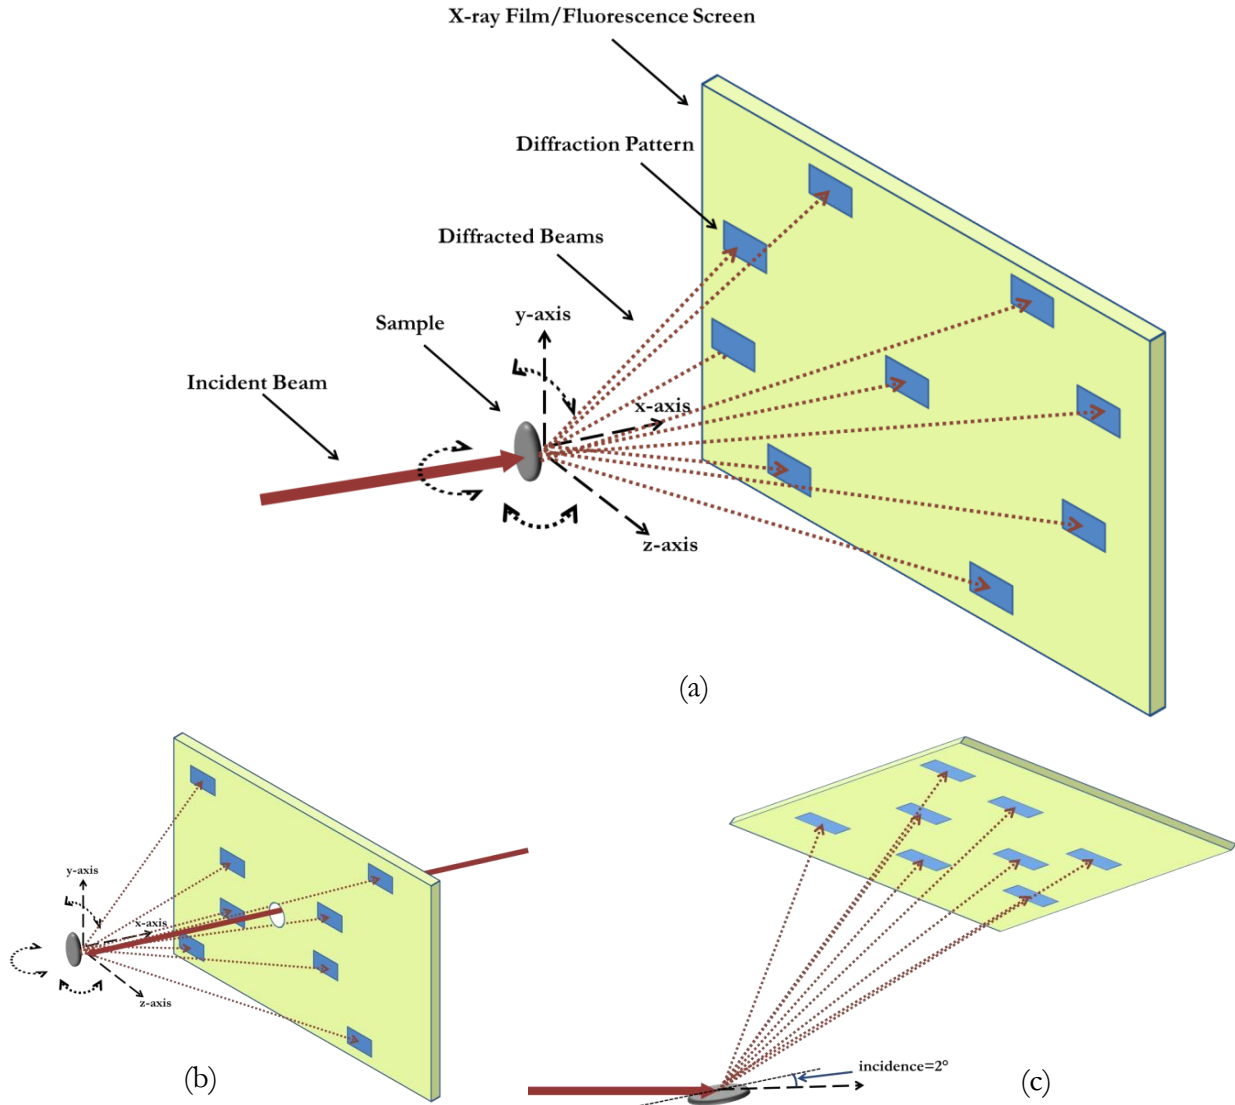 X-ray Film/Fluorescence Screen
Diffraction Pattern
Diffracted Beams
y-axis
Sample
Incident Beam
x-axis
z-axis
(a)
y-axis
x-axis
z-axis
(b)
incidence=2°
(c)